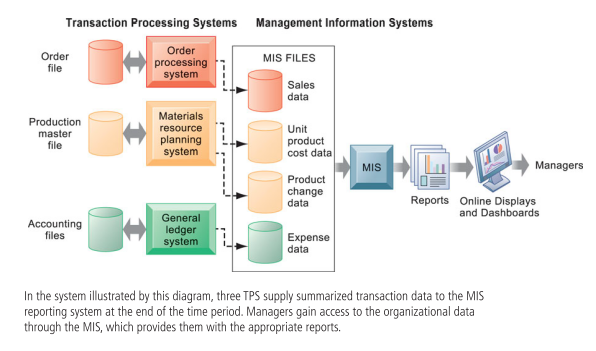 Transaction Processing Systems
Management Information Systems
Order
file
Order
processing
system
MIS FILES
Sales
data
Production
master
file
Materials
resource
planning
system
Unit
product
cost data
Product
change
data
MIS
Reports
Online Displays
and Dashboards
Managers
Accounting
files
General
ledger
system
Expense
data
In the system illustrated by this diagram, three TPS supply summarized transaction data to the MIS
reporting system at the end of the time period. Managers gain access to the organizational data
through the MIS, which provides them with the appropriate reports.